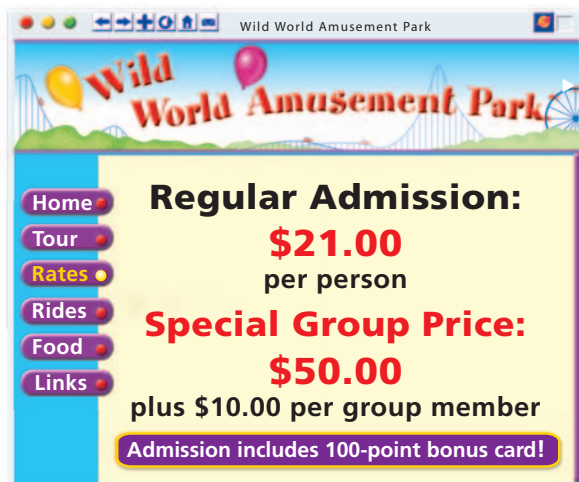 Wild World Amusement Park
Wild
World Amusement Park
Home
Tour
Rates
Rides
Food
Links
Regular Admission:
$21.00
per person
Special Group Price:
$50.00
plus $10.00 per group member
Admission includes 100-point bonus card!